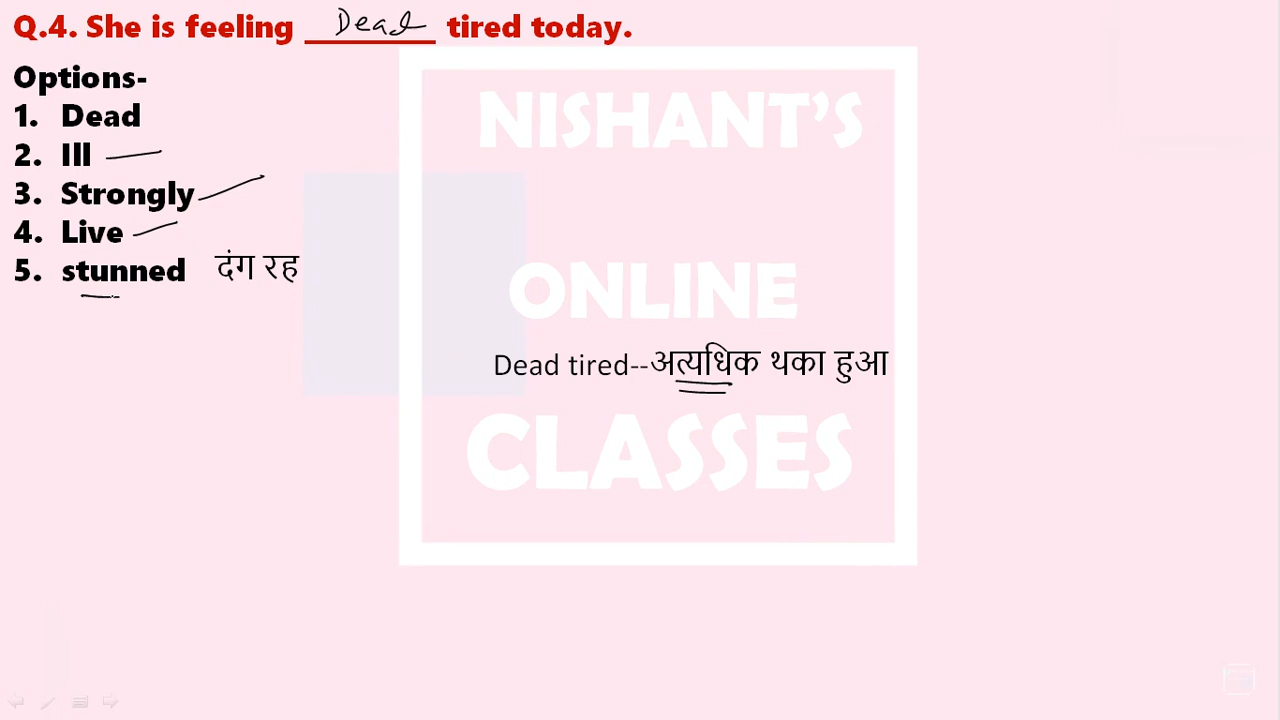 Q.4. She is feeling Dead tired today.
Options-
1. Dead
2. Ill
3. Strongly
4. Live
5. stunned दंग रह
NISHANT'S
ONLINE
Dead tired--अत्यधिक थका हुआ
CLASSES